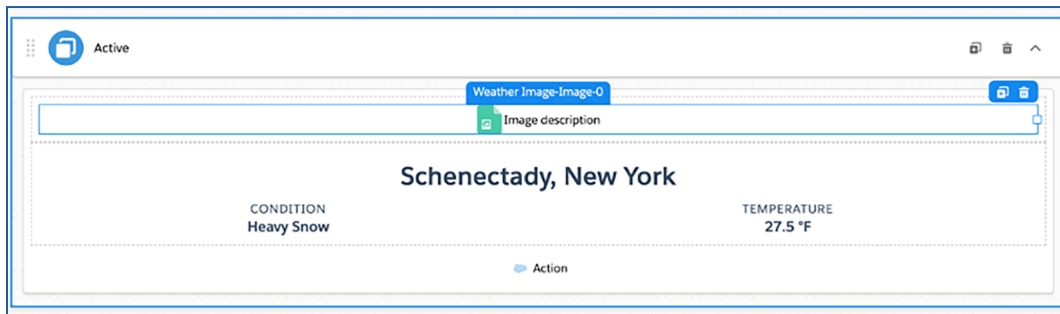 Active
Weather Image-Image-0
Image description
Schenectady, New York
CONDITION
Heavy Snow
TEMPERATURE
27.5 °F
Action